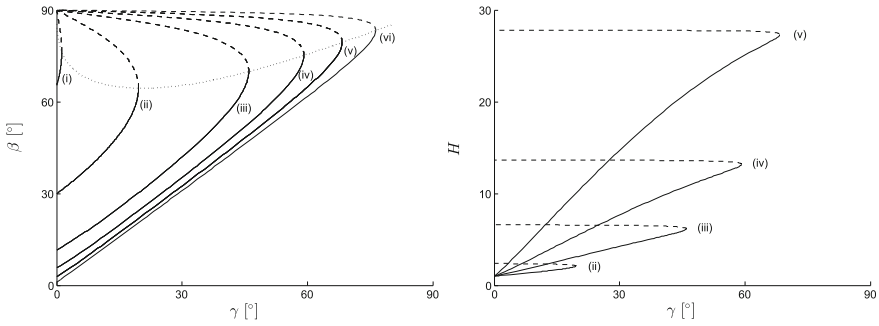 90
60
30
0
β [°]
0
30
60
90
γ [°]
(i)
(ii)
(iii)
(iv)
(v)
(vi)
30
20
10
0
H
0
30
60
90
γ [°]
(v)
(iv)
(iii)
(ii)